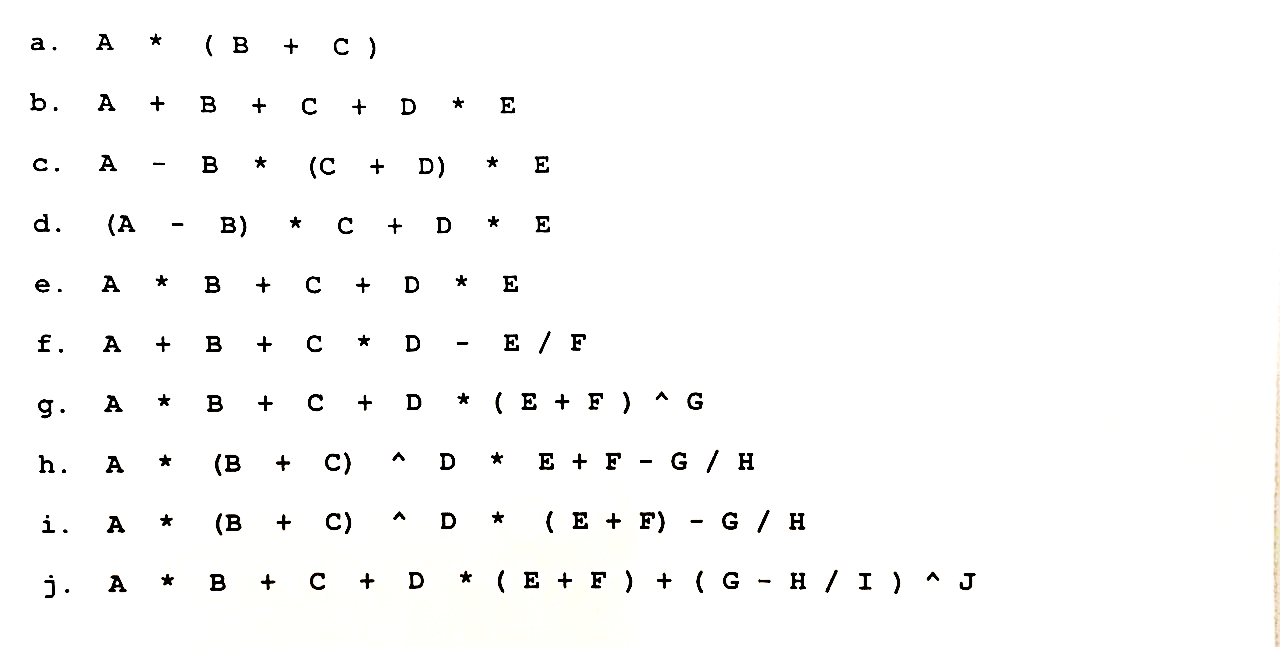 a. A * ( B + C )
b. A + B + C + D * E
c. A - B * (C + D) * E
d. (A - B) * C + D * E
e. A * B + C + D * E
f. A + B + C * D - E / F
g. A * B + C + D * ( E + F ) ^ G
h. A * (B + C) ^ D * E + F - G / H
i. A * (B + C) ^ D * ( E + F) - G / H
j. A * B + C + D * ( E + F ) + ( G - H / I ) ^ J